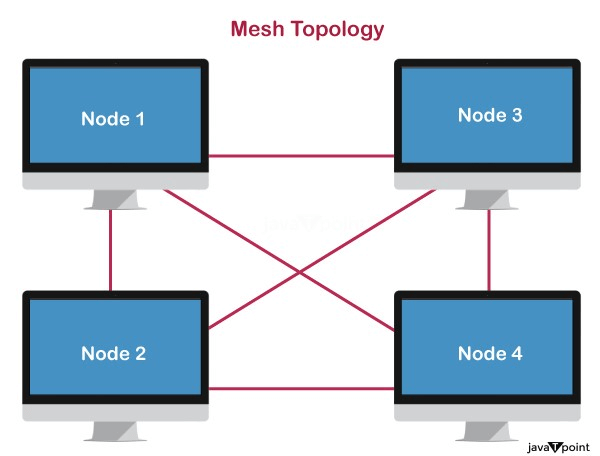 Mesh Topology
Node 1
Node 3
Node 2
Node 4
javaTpoint